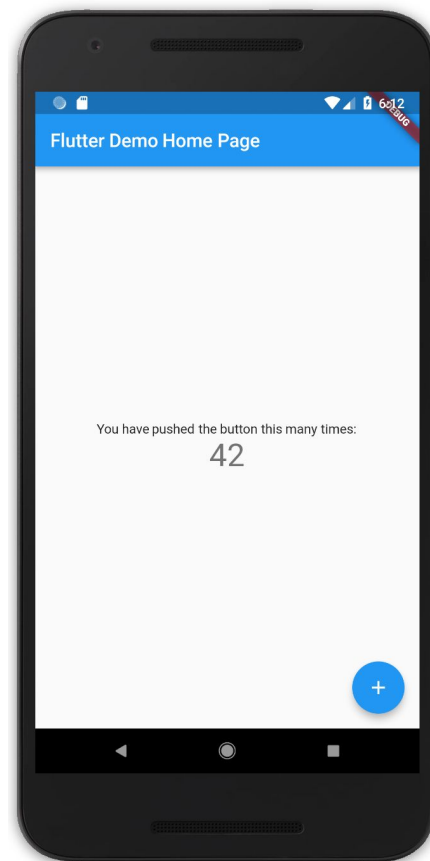 6:12
DEBUG
Flutter Demo Home Page
You have pushed the button this many times:
42
+